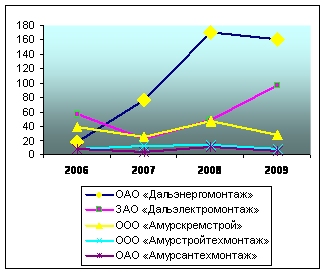 180
160
140
120
100
80
60
40
20
0
2006 2007 2008 2009
ОАО «Дальэнергомонтаж»
ЗАО «Дальэлектромонтаж»
ООО «Амурскремстрой»
ООО «Амурстройтехмонтаж»
ОАО «Амурсантехмонтаж»